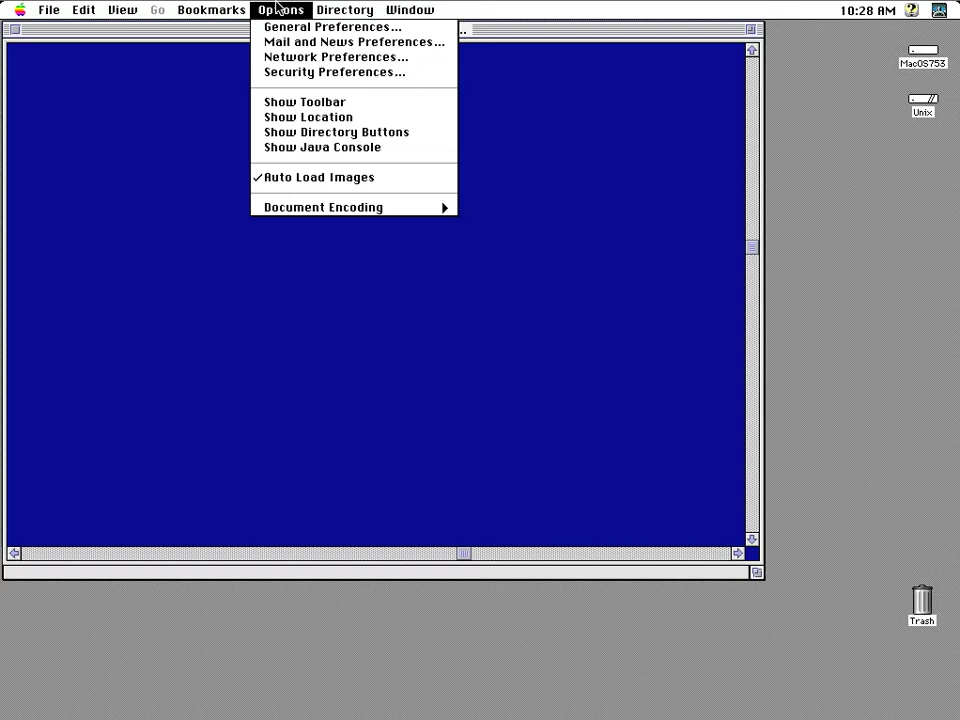 File Edit View Go Bookmarks Options Directory Window 10:28 AM
General Preferences...
Mail and News Preferences...
Network Preferences...
Security Preferences...
Show Toolbar
Show Location
Show Directory Buttons
Show Java Console
Auto Load Images
Document Encoding
MacOS753
Unix
Trash